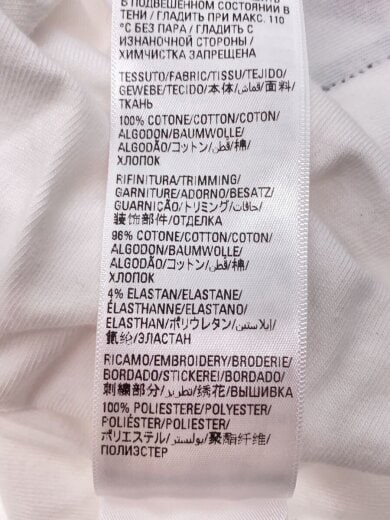 В ПОДВЕШЕННОМ СОСТОЯНИИ В
ТЕНИ / ГЛАДИТЬ ПРИ МАКС. 110
°С БЕЗ ПАРА / ГЛАДИТЬ С
ИЗНАНОЧНОЙ СТОРОНЫ /
ХИМЧИСТКА ЗАПРЕЩЕНА
TESSUTO/FABRIC/TISSU/TEJIDO/
GEWEBE/TECIDO/本体/قماش/面料/
ТКАНЬ
100% COTONE/COTTON/COTON/
ALGODON/BAUMWOLLE/
ALGODÃO/コットン/قطن/棉/
ХЛОПОК
RIFINITURA/TRIMMING/
GARNITURE/ADORNO/BESATZ/
GUARNIÇÃO/トリミング/حافات/
装饰部件/ОТДЕЛКА
96% COTONE/COTTON/COTON/
ALGODON/BAUMWOLLE/
ALGODÃO/コットン/قطن/棉/
ХЛОПОК
4% ELASTAN/ELASTANE/
ÉLASTHANNE/ELASTANO/
ELASTHAN/ポリウレタン/إيلاستين/
氨纶/ЭЛАСТАН
RICAMO/EMBROIDERY/BRODERIE/
BORDADO/STICKEREI/BORDADO/
刺繍部分/تطريز/绣花/ВЫШИВКА
100% POLIESTERE/POLYESTER/
POLIÉSTER/POLIESTER/
ポリエステル/بوليستر/聚酯纤维/
ПОЛИЭСТЕР